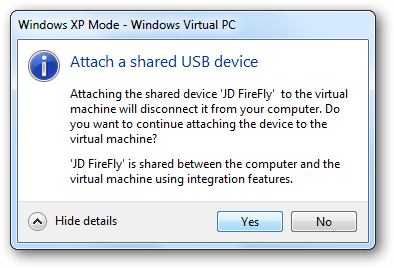 Windows XP Mode - Windows Virtual PC
Attach a shared USB device
Attaching the shared device 'JD FireFly'  to the virtual
machine will disconnect it from your computer. Do
you want to continue attaching the device to the
virtual machine?
'JD FireFly' is shared between the computer and the
virtual machine using integration features.
Hide details
Yes
No